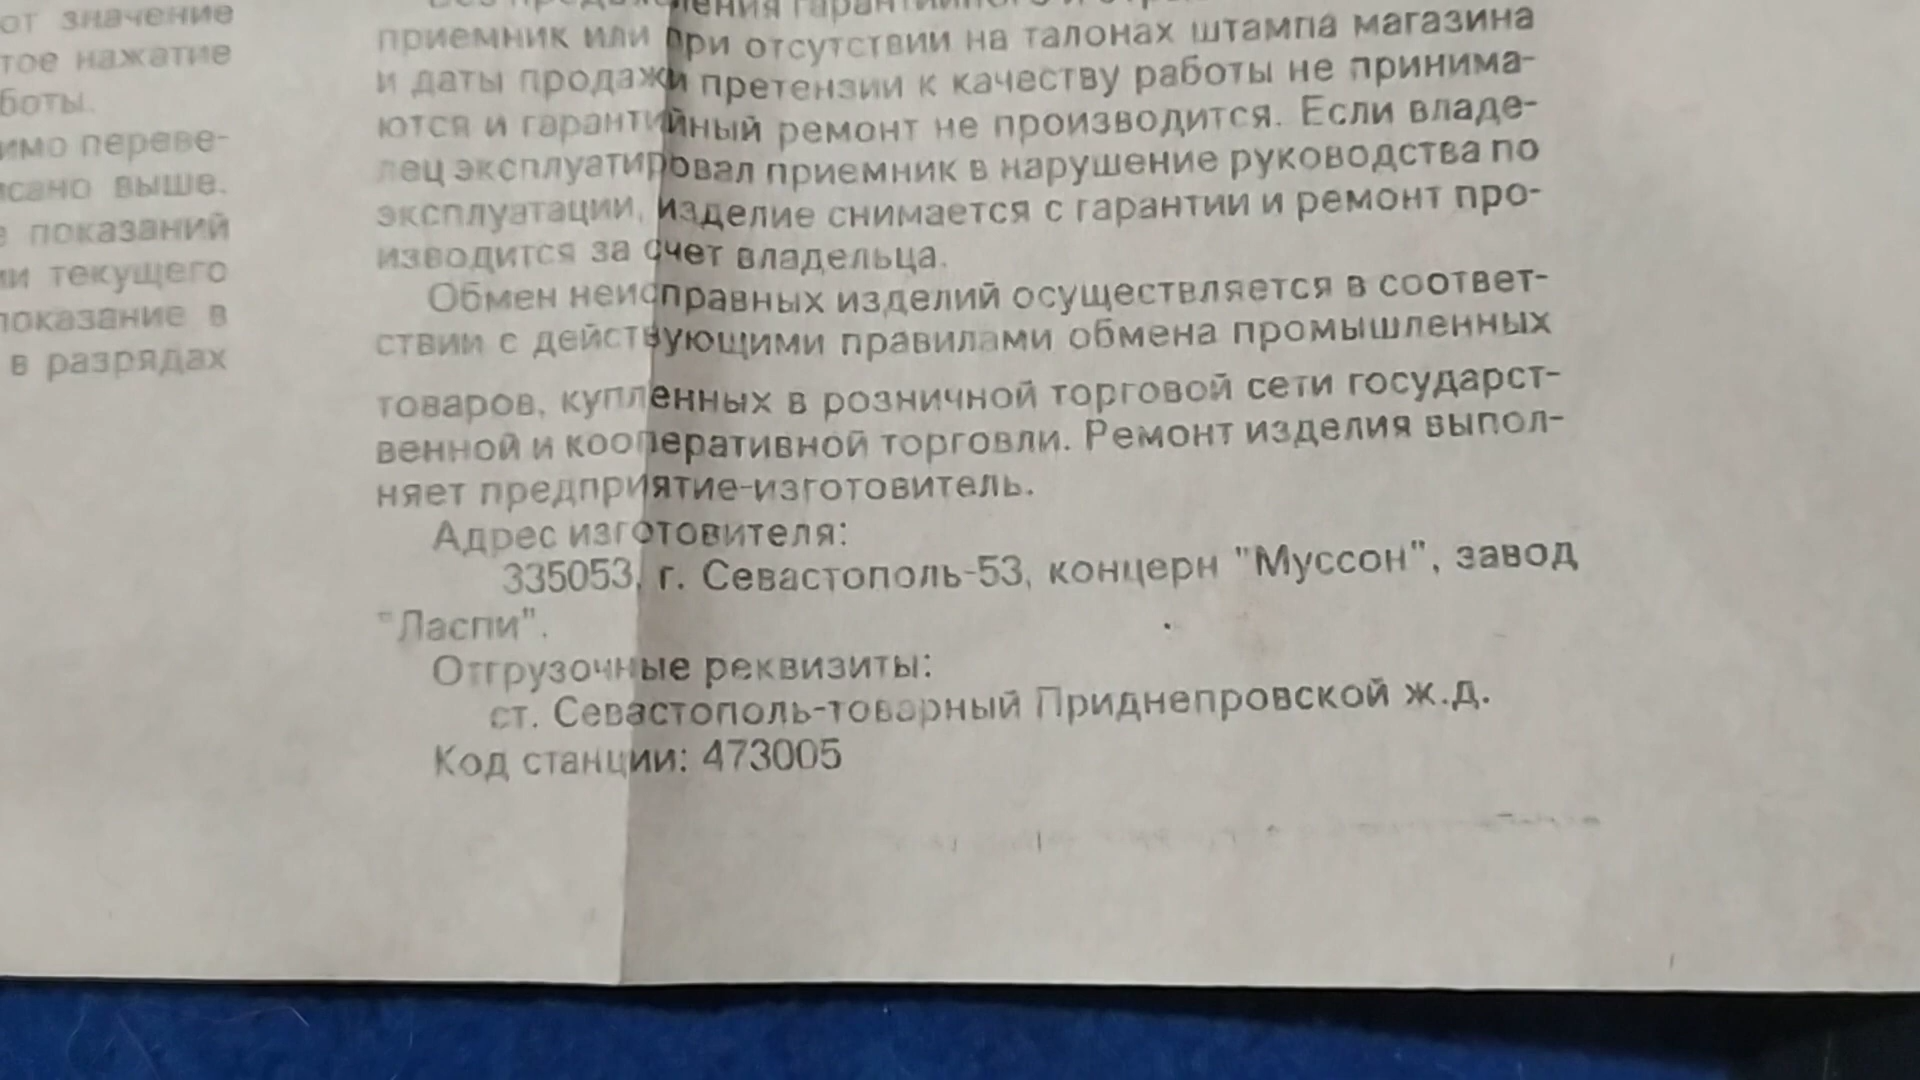 от значение
тое нажатие
боты.
имо переве-
исано выше.
показаний
ии текущего
показание в
в разрядах
приемник или при отсутствии на талонах штампа магазина
и даты продажи претензии к качеству работы не принима-
ются и гарантийный ремонт не производится. Если владе-
лец эксплуатировал приемник в нарушение руководства по
эксплуатации, изделие снимается с гарантии и ремонт про-
изводится за счет владельца.
Обмен неисправных изделий осуществляется в соответ-
ствии с действующими правилами обмена промышленных
товаров, купленных в розничной торговой сети государст-
венной и кооперативной торговли. Ремонт изделия выпол-
няет предприятие-изготовитель.
Адрес изготовителя:
335053, г. Севастополь-53, концерн "Муссон", завод
"Ласпи".
Отгрузочные реквизиты:
ст. Севастополь-товарный Приднепровской ж.д.
Код станции: 473005